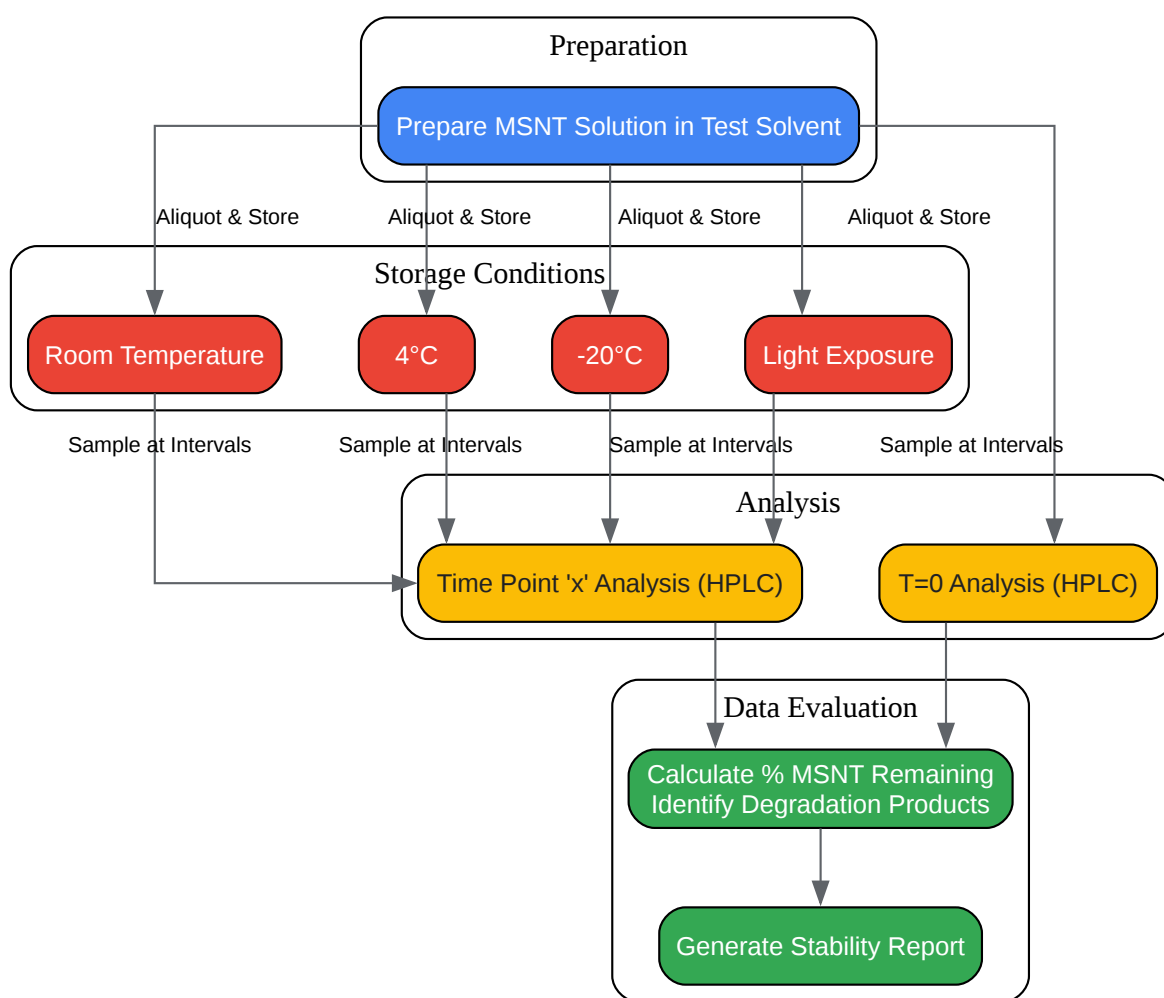 Preparation
Prepare MSNT Solution in Test Solvent
Aliquot & Store
Aliquot & Store
Aliquot & Store
Aliquot & Store
Storage Conditions
Room Temperature
4°C
-20°C
Light Exposure
Sample at Intervals
Sample at Intervals
Sample at Intervals
Sample at Intervals
Analysis
Time Point 'x' Analysis (HPLC)
T=0 Analysis (HPLC)
Data Evaluation
Calculate % MSNT Remaining
Identify Degradation Products
Generate Stability Report